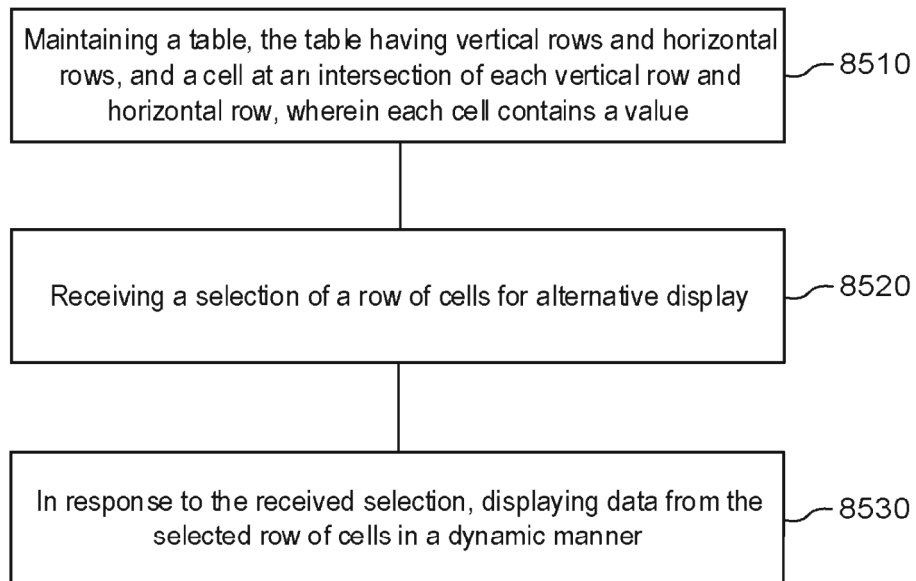 Maintaining a table, the table having vertical rows and horizontal
rows, and a cell at an intersection of each vertical row and
horizontal row, wherein each cell contains a value
8510
Receiving a selection of a row of cells for alternative display
8520
In response to the received selection, displaying data from the
selected row of cells in a dynamic manner
8530